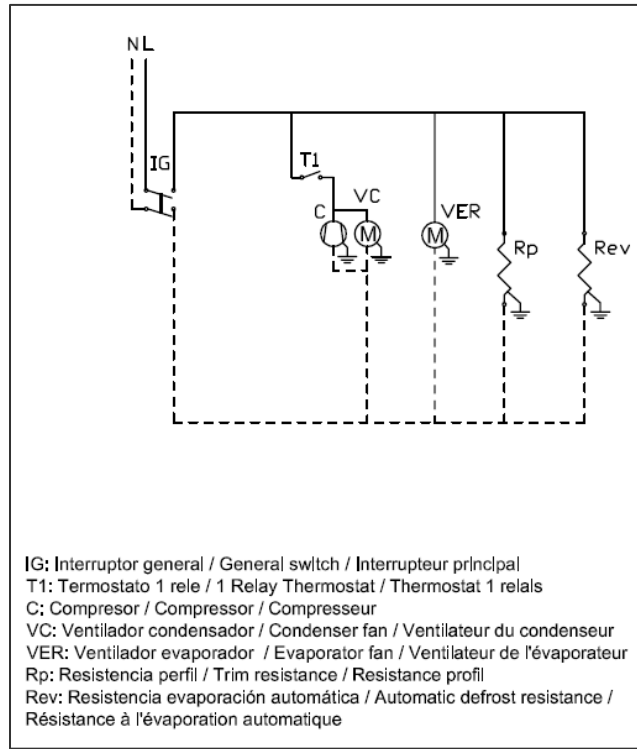 N L
IG
T1
C
VC
VER
Rp
Rev
M
M
IG: Interruptor general / General switch / Interrupteur principal
T1: Termostato 1 rele / 1 Relay Thermostat / Thermostat 1 relais
C: Compresor / Compressor / Compresseur
VC: Ventilador condensador / Condenser fan / Ventilateur du condenseur
VER: Ventilador evaporador / Evaporator fan / Ventilateur de l'évaporateur
Rp: Resistencia perfil / Trim resistance / Resistance profil
Rev: Resistencia evaporación automática / Automatic defrost resistance /
Résistance à l'évaporation automatique